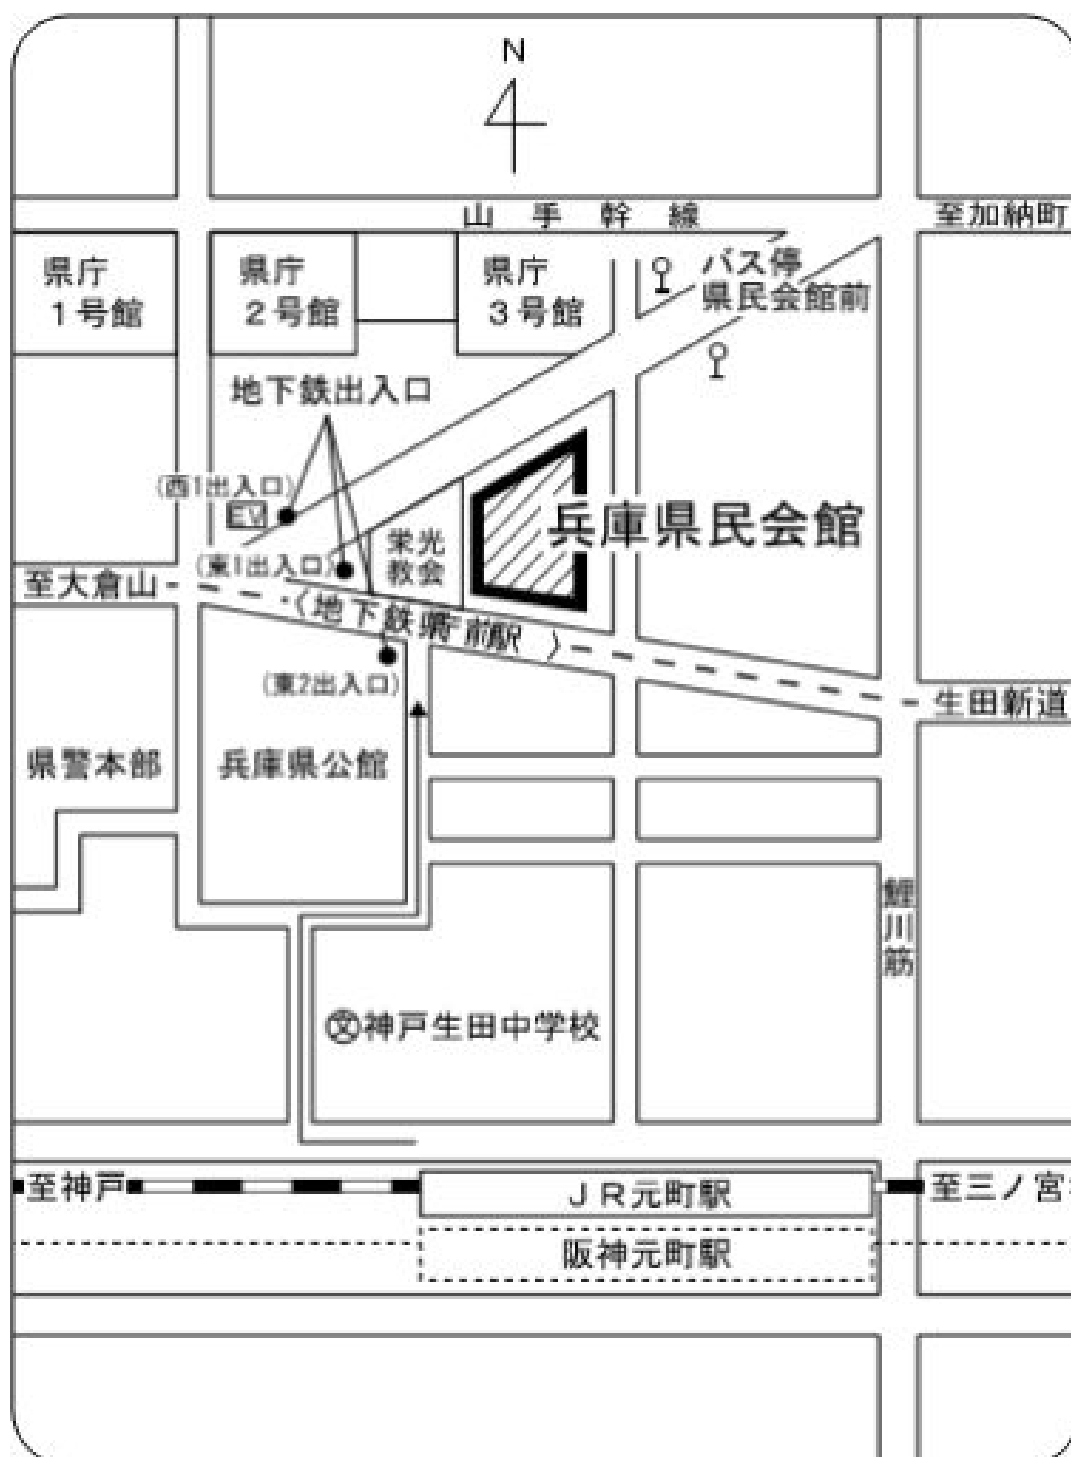 N
山手幹線
至加納町
県庁
1号館
県庁
2号館
県庁
3号館
バス停
県民会館前
地下鉄出入口
(西1出入口)
EV
兵庫県民会館
栄光
教会
(東1出入口)
至大倉山
(地下鉄県庁前駅)
(東2出入口)
生田新道
県警本部
兵庫県公館
鯉川筋
文神戸生田中学校
至神戸
JR元町駅
至三ノ宮
阪神元町駅